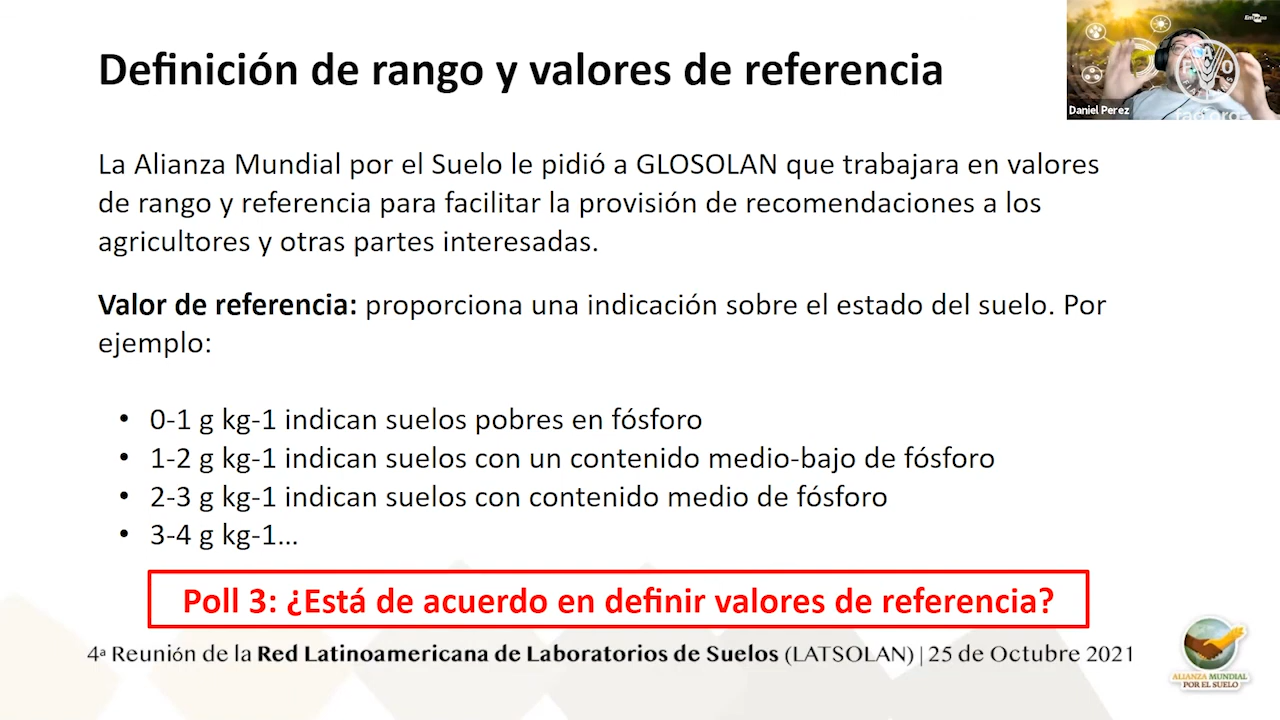 Definición de rango y valores de referencia
Embrapa
FAO
Daniel Perez
La Alianza Mundial por el Suelo le pidió a GLOSOLAN que trabajara en valores
de rango y referencia para facilitar la provisión de recomendaciones a los
agricultores y otras partes interesadas.
Valor de referencia: proporciona una indicación sobre el estado del suelo. Por
ejemplo:
• 0-1 g kg-1 indican suelos pobres en fósforo
• 1-2 g kg-1 indican suelos con un contenido medio-bajo de fósforo
• 2-3 g kg-1 indican suelos con contenido medio de fósforo
• 3-4 g kg-1...
Poll 3: ¿Está de acuerdo en definir valores de referencia?
4ª Reunión de la Red Latinoamericana de Laboratorios de Suelos (LATSOLAN) | 25 de Octubre 2021
ALIANZA MUNDIAL
POR EL SUELO